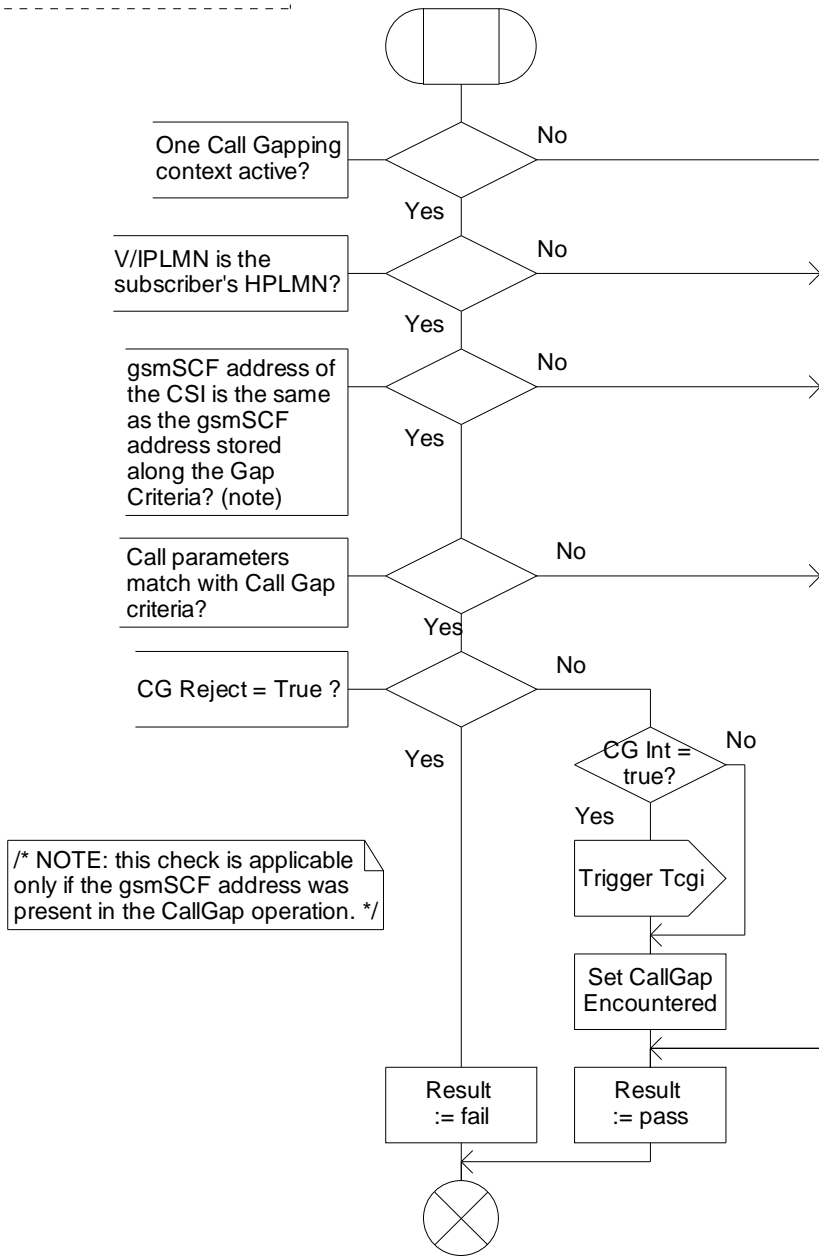 One Call Gapping
context active?
No
Yes
V/IPLMN is the
subscriber's HPLMN?
No
Yes
gsmSCF address of
the CSI is the same
as the gsmSCF
address stored
along the Gap
Criteria? (note)
No
Yes
Call parameters
match with Call Gap
criteria?
No
Yes
CG Reject = True ?
No
Yes
CG Int =
true?
No
Yes
Trigger Tcgi
/* NOTE: this check is applicable
only if the gsmSCF address was
present in the CallGap operation. */
Set CallGap
Encountered
Result
:= fail
Result
:= pass